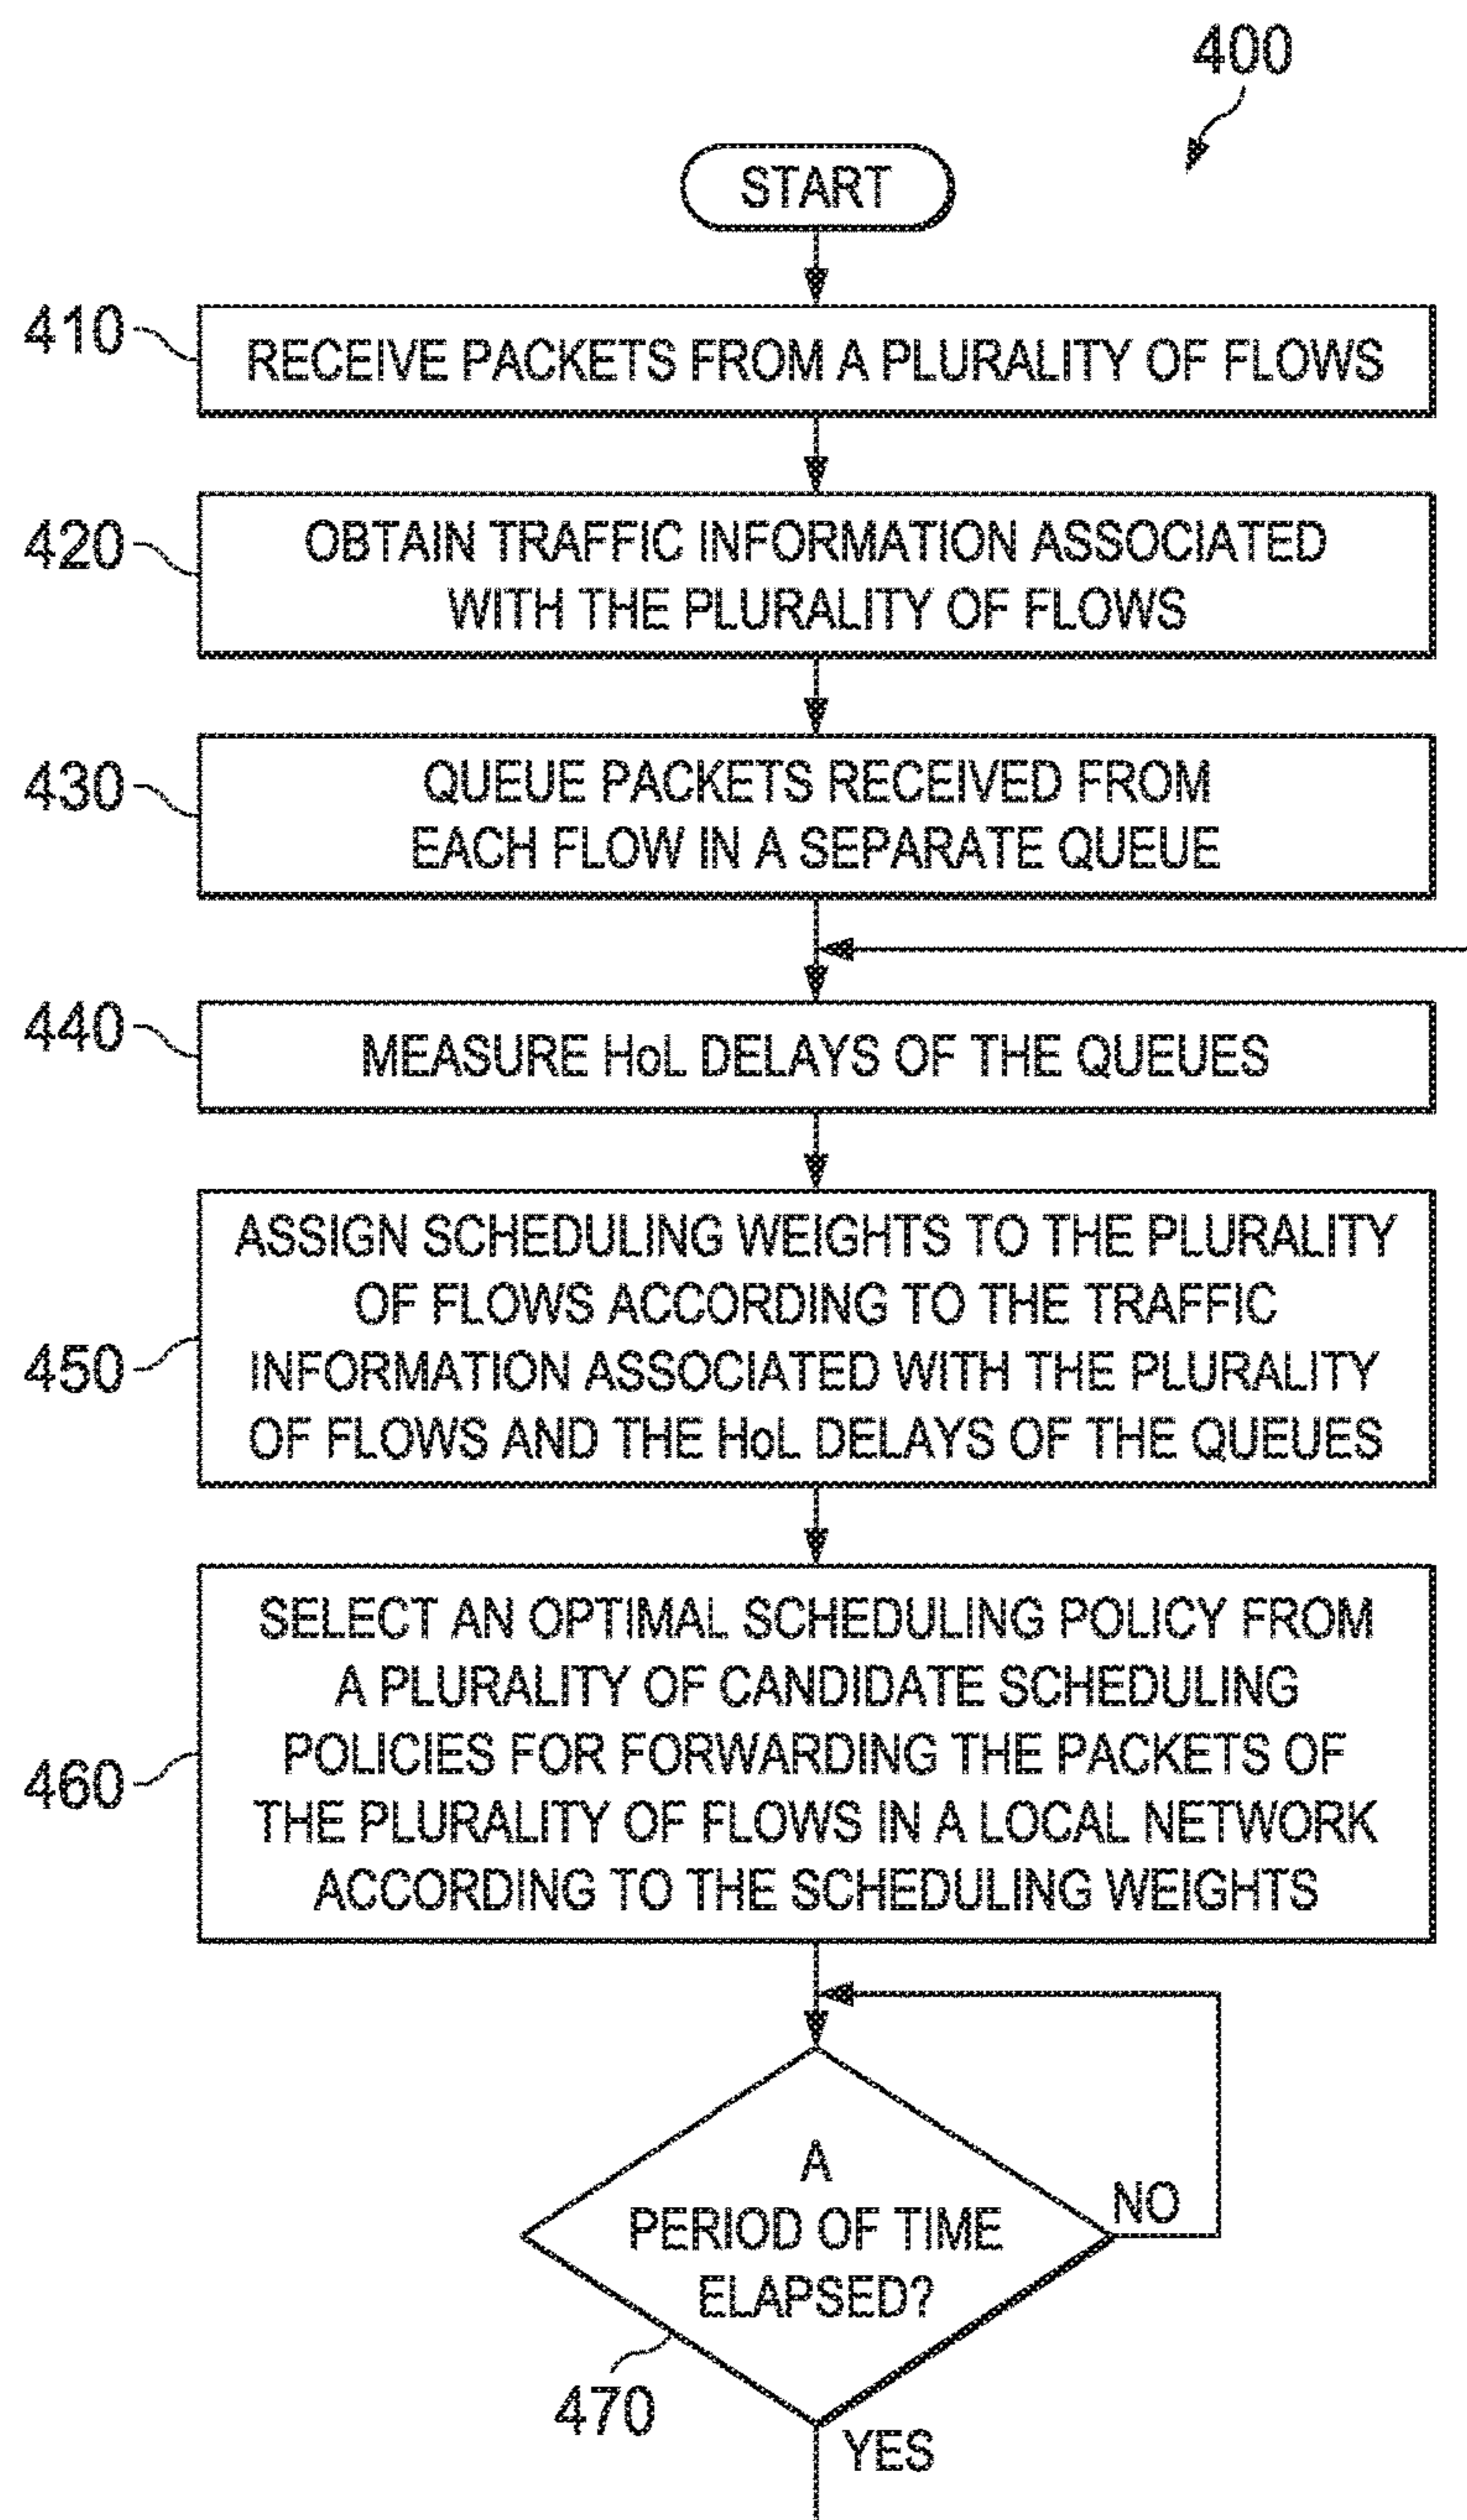 400
START
410
RECEIVE PACKETS FROM A PLURALITY OF FLOWS
420
OBTAIN TRAFFIC INFORMATION ASSOCIATED
WITH THE PLURALITY OF FLOWS
430
QUEUE PACKETS RECEIVED FROM
EACH FLOW IN A SEPARATE QUEUE
440
MEASURE HoL DELAYS OF THE QUEUES
450
ASSIGN SCHEDULING WEIGHTS TO THE PLURALITY
OF FLOWS ACCORDING TO THE TRAFFIC
INFORMATION ASSOCIATED WITH THE PLURALITY
OF FLOWS AND THE HoL DELAYS OF THE QUEUES
460
SELECT AN OPTIMAL SCHEDULING POLICY FROM
A PLURALITY OF CANDIDATE SCHEDULING
POLICIES FOR FORWARDING THE PACKETS OF
THE PLURALITY OF FLOWS IN A LOCAL NETWORK
ACCORDING TO THE SCHEDULING WEIGHTS
A
PERIOD OF TIME
ELAPSED?
NO
470
YES